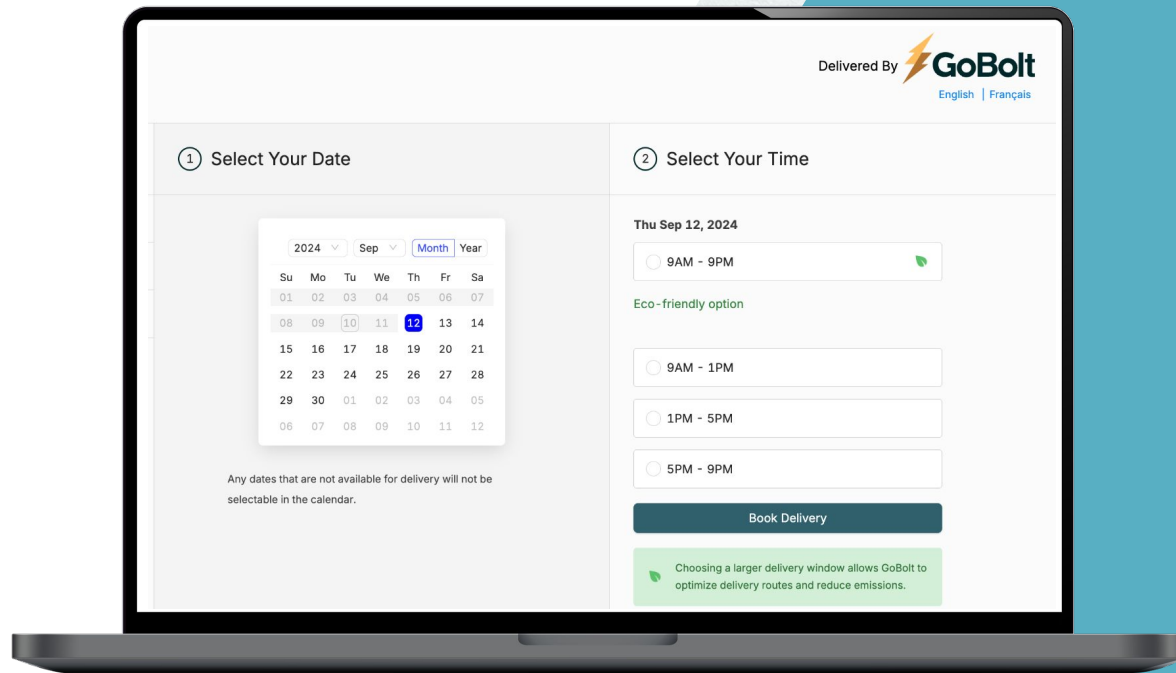 Delivered By GoBolt
English | Français
1 Select Your Date
2 Select Your Time
2024 Sep Month Year
Su Mo Tu We Th Fr Sa
01 02 03 04 05 06 07
08 09 10 11 12 13 14
15 16 17 18 19 20 21
22 23 24 25 26 27 28
29 30 01 02 03 04 05
06 07 08 09 10 11 12
Any dates that are not available for delivery will not be
selectable in the calendar.
Thu Sep 12, 2024
9AM - 9PM
Eco-friendly option
9AM - 1PM
1PM - 5PM
5PM - 9PM
Book Delivery
Choosing a larger delivery window allows GoBolt to
optimize delivery routes and reduce emissions.